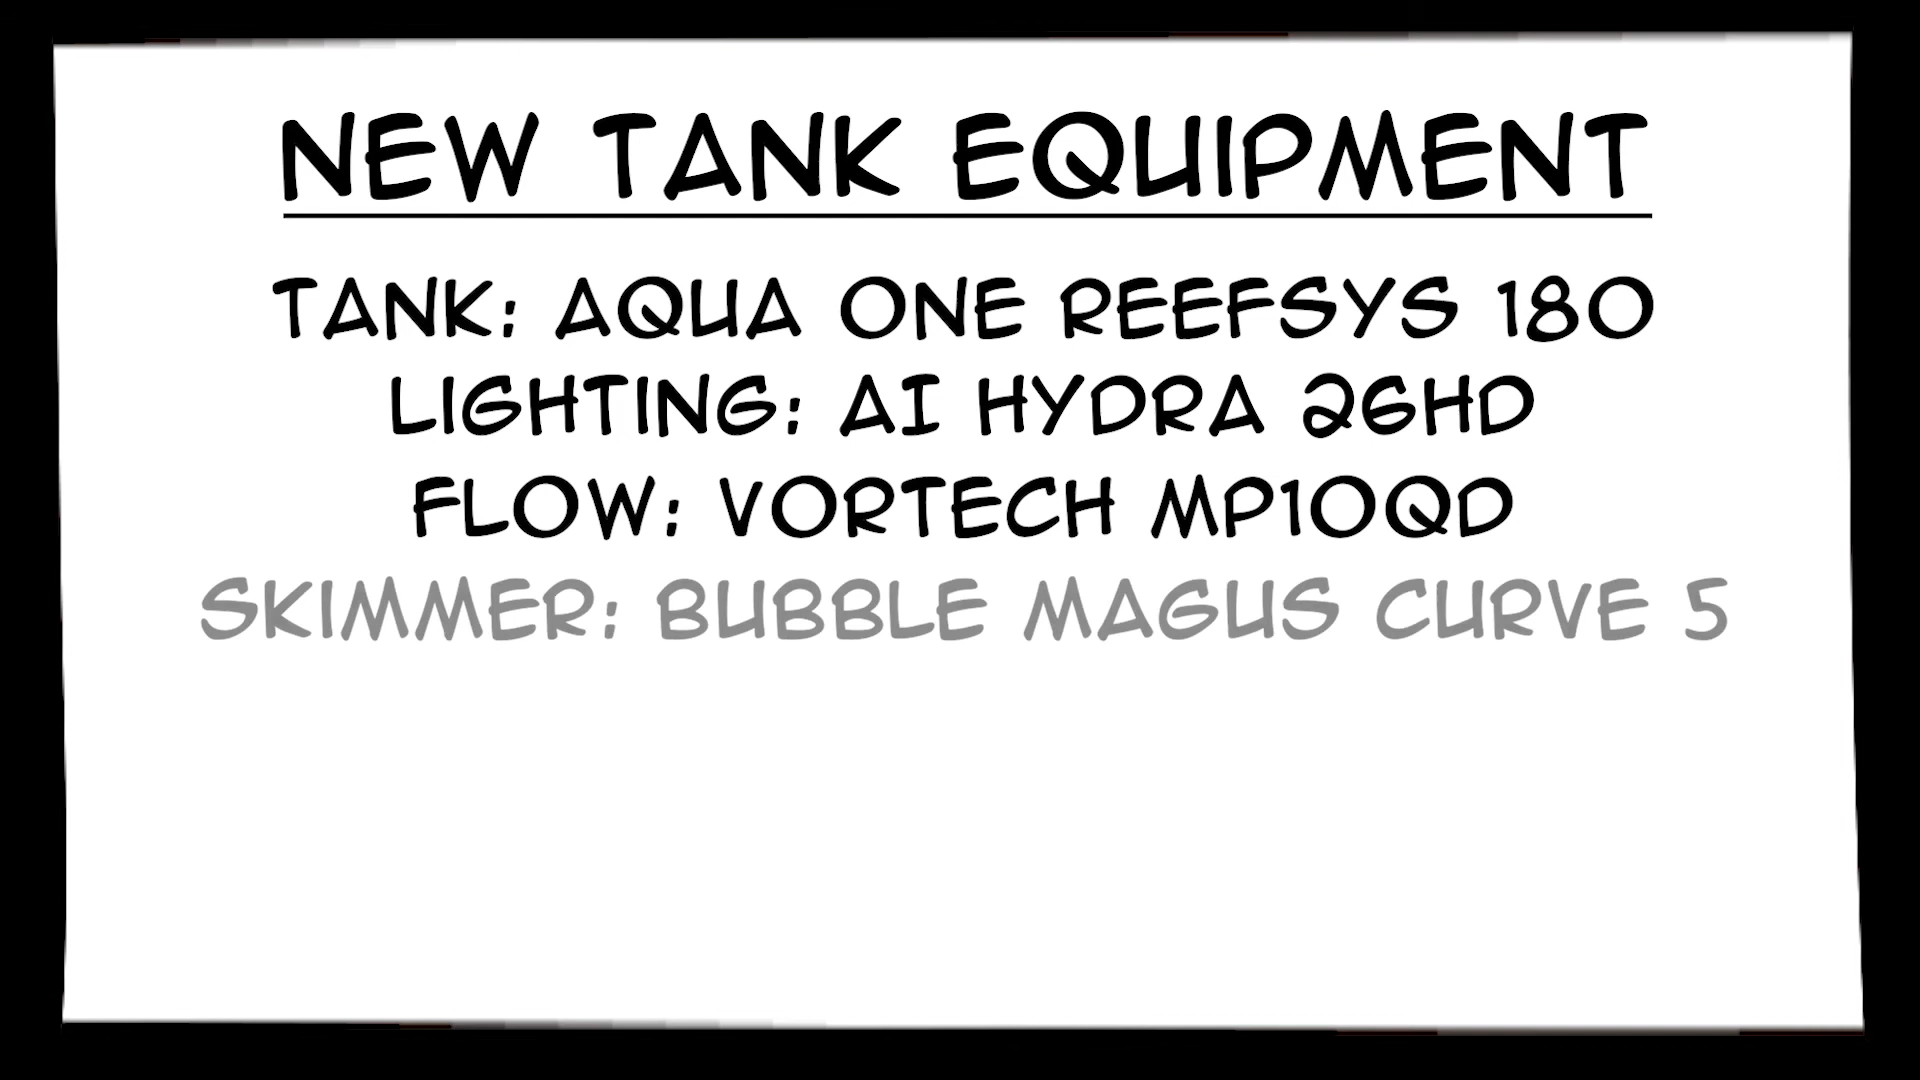 NEW TANK EQUIPMENT
TANK: AQUA ONE REEFSYS 180
LIGHTING: AI HYDRA 26HD
FLOW: VORTECH MP10QD
SKIMMER: BUBBLE MAGUS CURVE 5